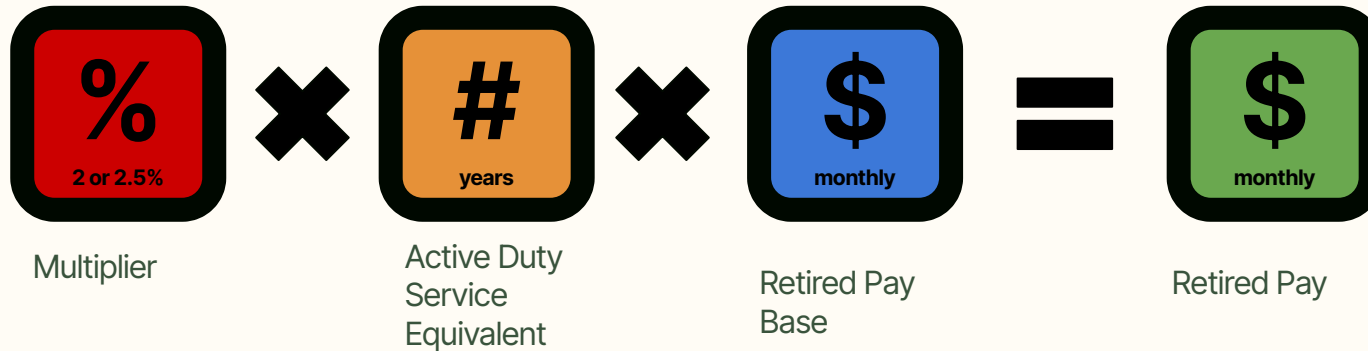 %
2 or 2.5%
#
years
$
monthly
$
monthly
Multiplier
Active Duty
Service
Equivalent
Retired Pay
Base
Retired Pay